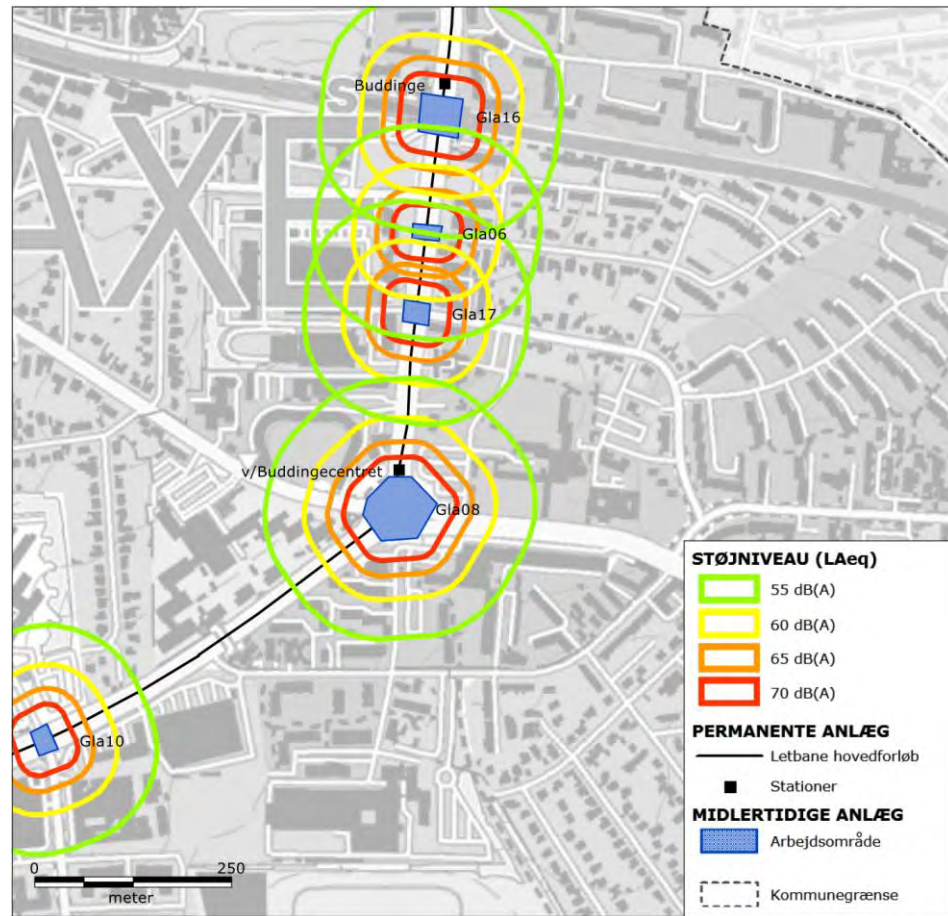 Buddinge
S
Gla16
AXE
Gla06
Gla17
v/Buddingecentret
Gla08
Gla10
0 250
meter
STØJNIVEAU (LAeq)
55 dB(A)
60 dB(A)
65 dB(A)
70 dB(A)
PERMANENTE ANLÆG
Letbane hovedforløb
Stationer
MIDLERTIDIGE ANLÆG
Arbejdsområde
Kommunegrænse